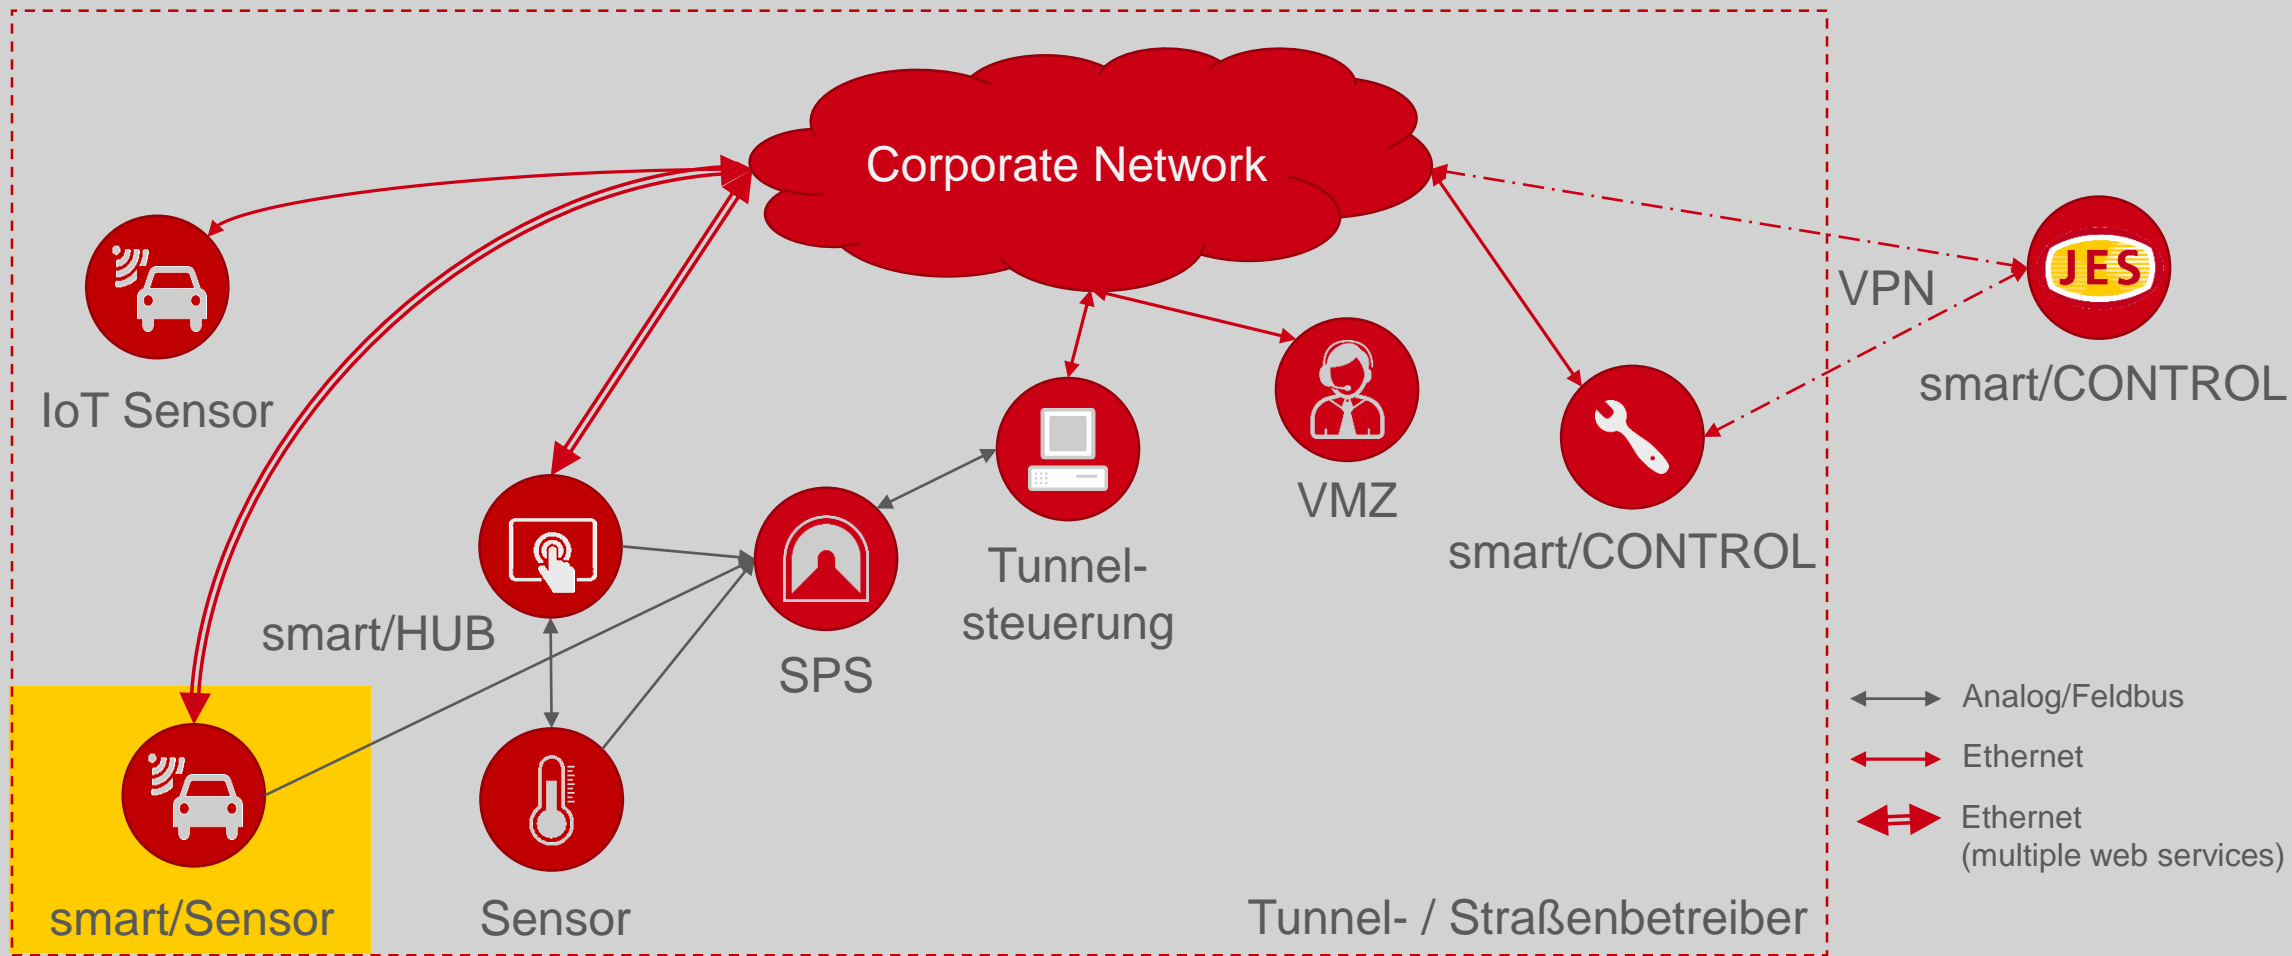 Corporate Network
JES
VPN
smart/CONTROL
IoT Sensor
VMZ
smart/CONTROL
Tunnel-
steuerung
smart/HUB
SPS
Analog/Feldbus
Ethernet
Ethernet
(multiple web services)
smart/Sensor
Sensor
Tunnel- / Straßenbetreiber